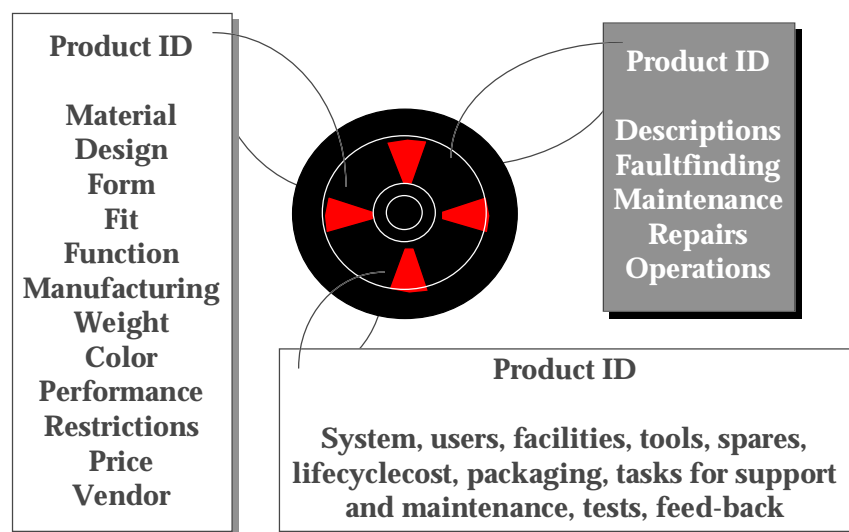 Product ID
Material
Design
Form
Fit
Function
Manufacturing
Weight
Color
Performance
Restrictions
Price
Vendor
Product ID
Descriptions
Faultfinding
Maintenance
Repairs
Operations
Product ID
System, users, facilities, tools, spares,
lifecyclecost, packaging, tasks for support
and maintenance, tests, feed-back